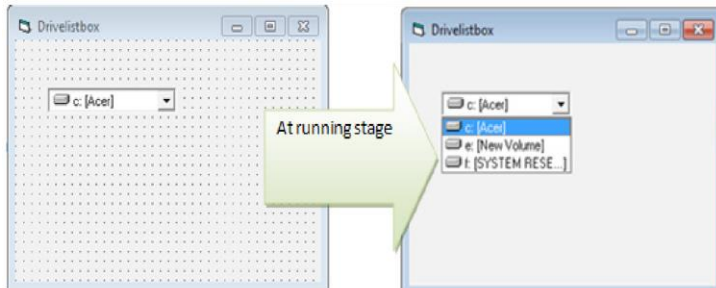 Drivelistbox
c: [Acer]
At running stage
Drivelistbox
c: [Acer]
c: [Acer]
e: [New Volume]
f: [SYSTEM RESE...]